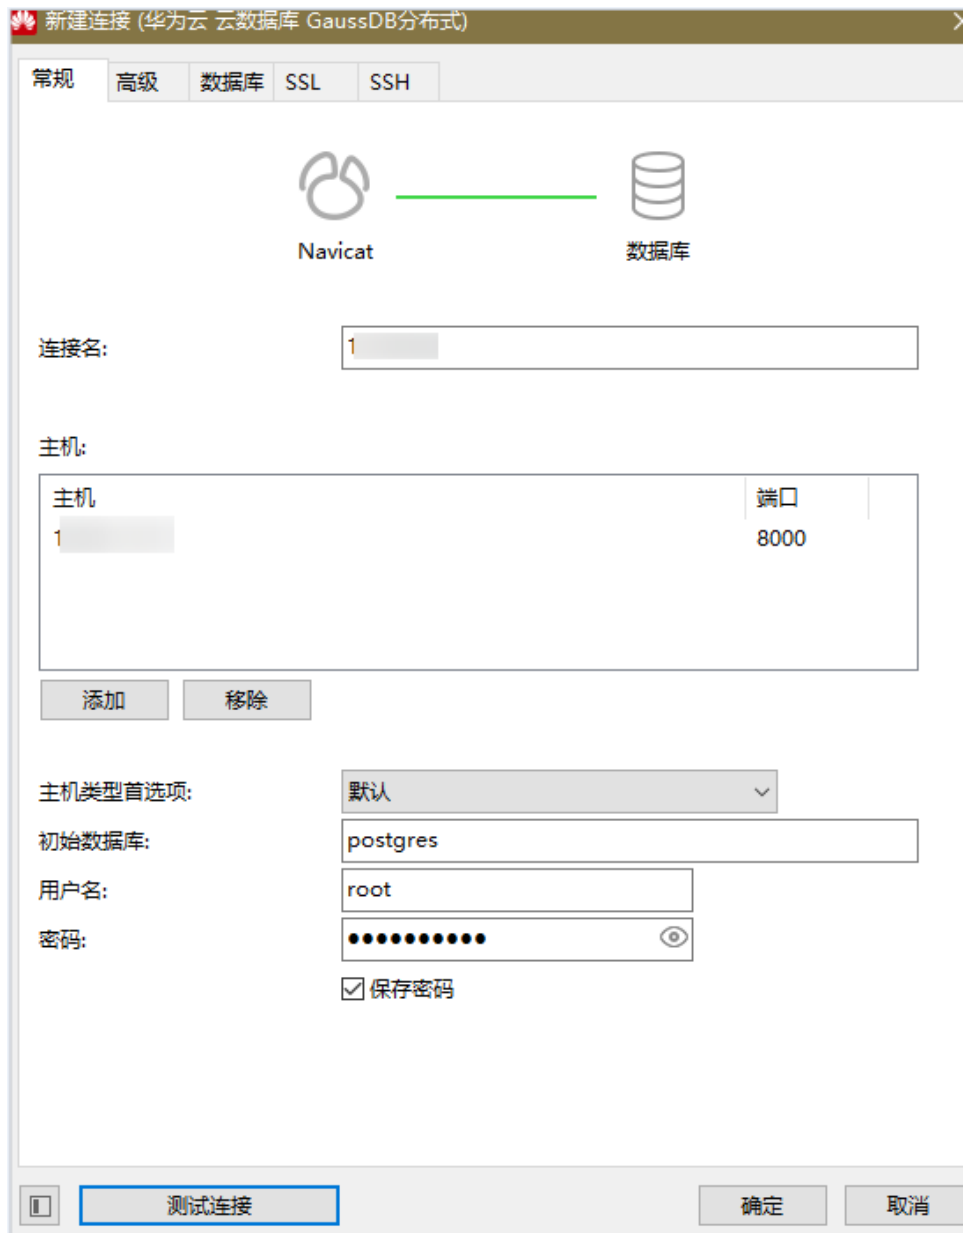 新建连接 (华为云 云数据库 GaussDB分布式)
常规 高级 数据库 SSL SSH
Navicat 数据库
连接名:
主机:
主机 端口
8000
添加 移除
主机类型首选项: 默认
初始数据库: postgres
用户名: root
密码: ●●●●●●●●●●
保存密码
测试连接 确定 取消